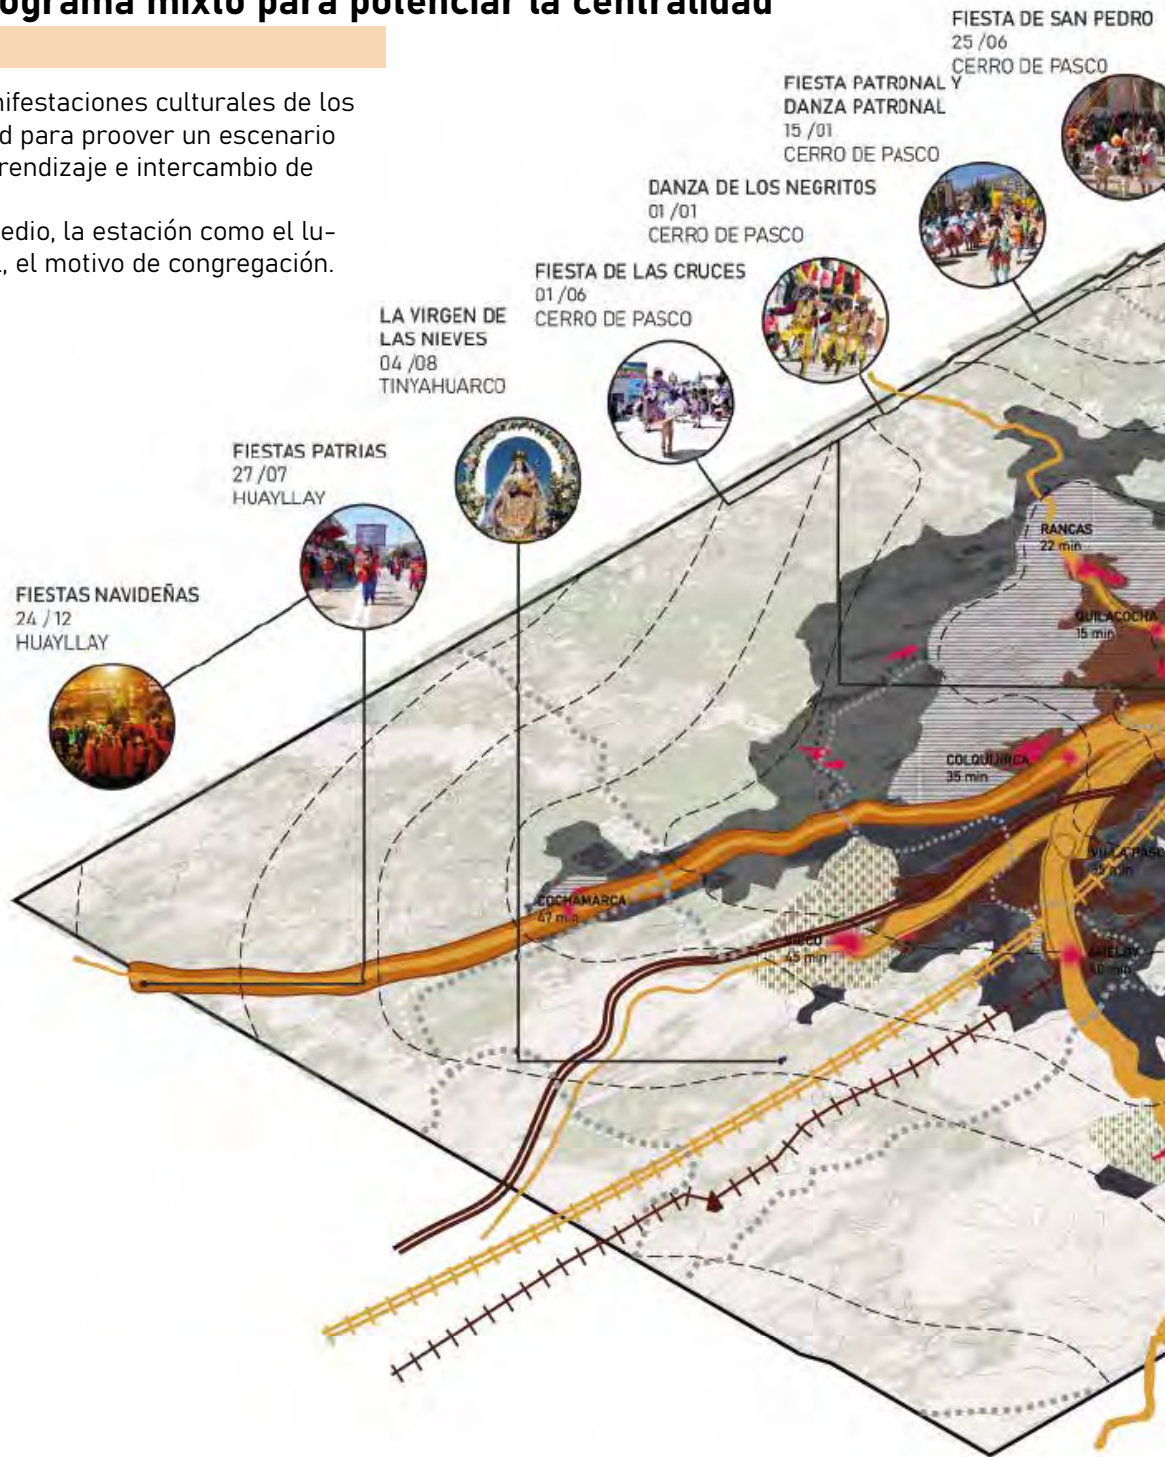 ograma mixto para potenciar la centralidad
nifestaciones culturales de los
d para proover un escenario
rendizaje e intercambio de
edio, la estación como el lu-
, el motivo de congregación.
FIESTA DE SAN PEDRO
25 /06
CERRO DE PASCO
FIESTA PATRONAL Y
DANZA PATRONAL
15 /01
CERRO DE PASCO
DANZA DE LOS NEGRITOS
01 /01
CERRO DE PASCO
FIESTA DE LAS CRUCES
01 /06
CERRO DE PASCO
LA VIRGEN DE
LAS NIEVES
04 /08
TINYAHUARCO
FIESTAS PATRIAS
27 /07
HUAYLLAY
FIESTAS NAVIDEÑAS
24 / 12
HUAYLLAY
RANCAS
22 min
QUILACOCHA
15 min
COLQUIJIRCA
35 min
VILLA PASC
COCHAMARCA
47 min
VICCO
45 min